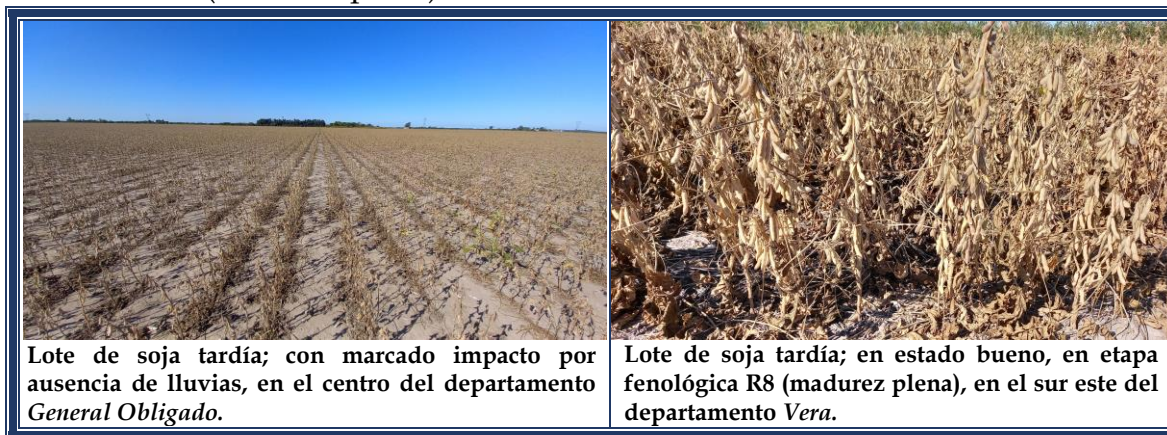 Lote de soja tardía; con marcado impacto por
ausencia de lluvias, en el centro del departamento
General Obligado.
Lote de soja tardía; en estado bueno, en etapa
fenológica R8 (madurez plena), en el sur este del
departamento Vera.